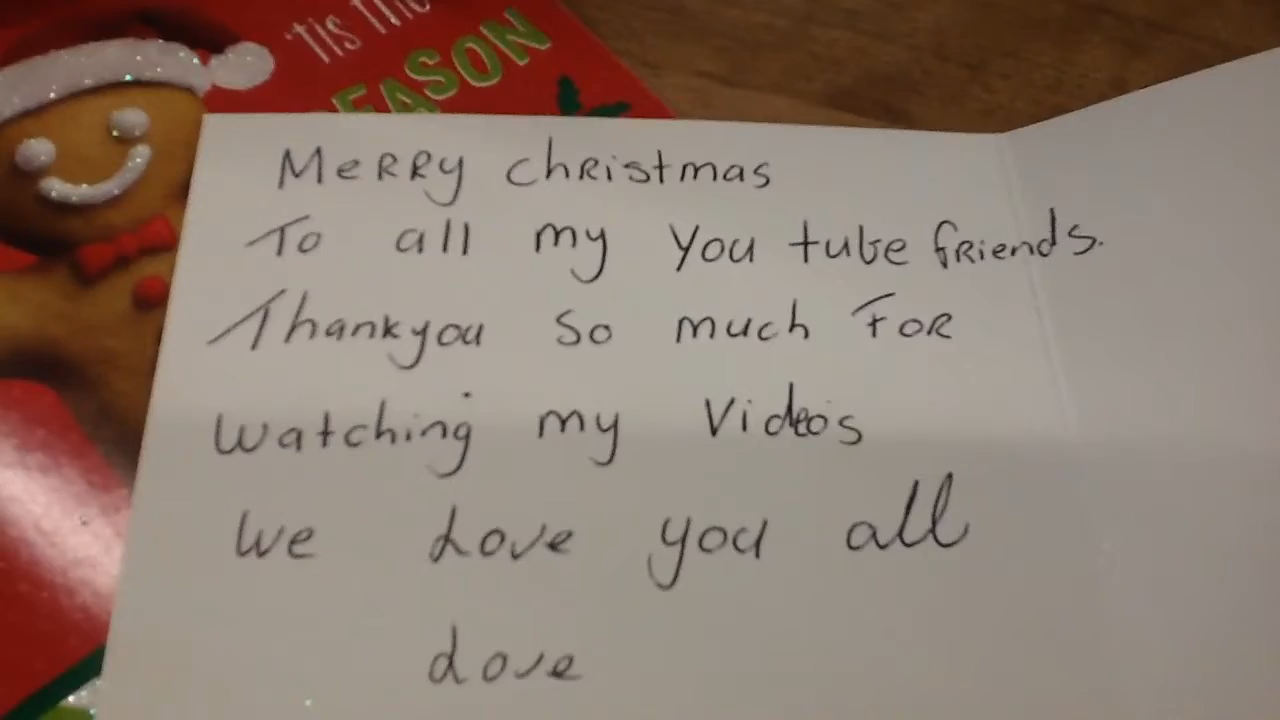 'TIS THE
SEASON
MeRRy christmas
To all my You tube friends.
Thankyou so much FOR
watching my Videos
We Love you all
Love